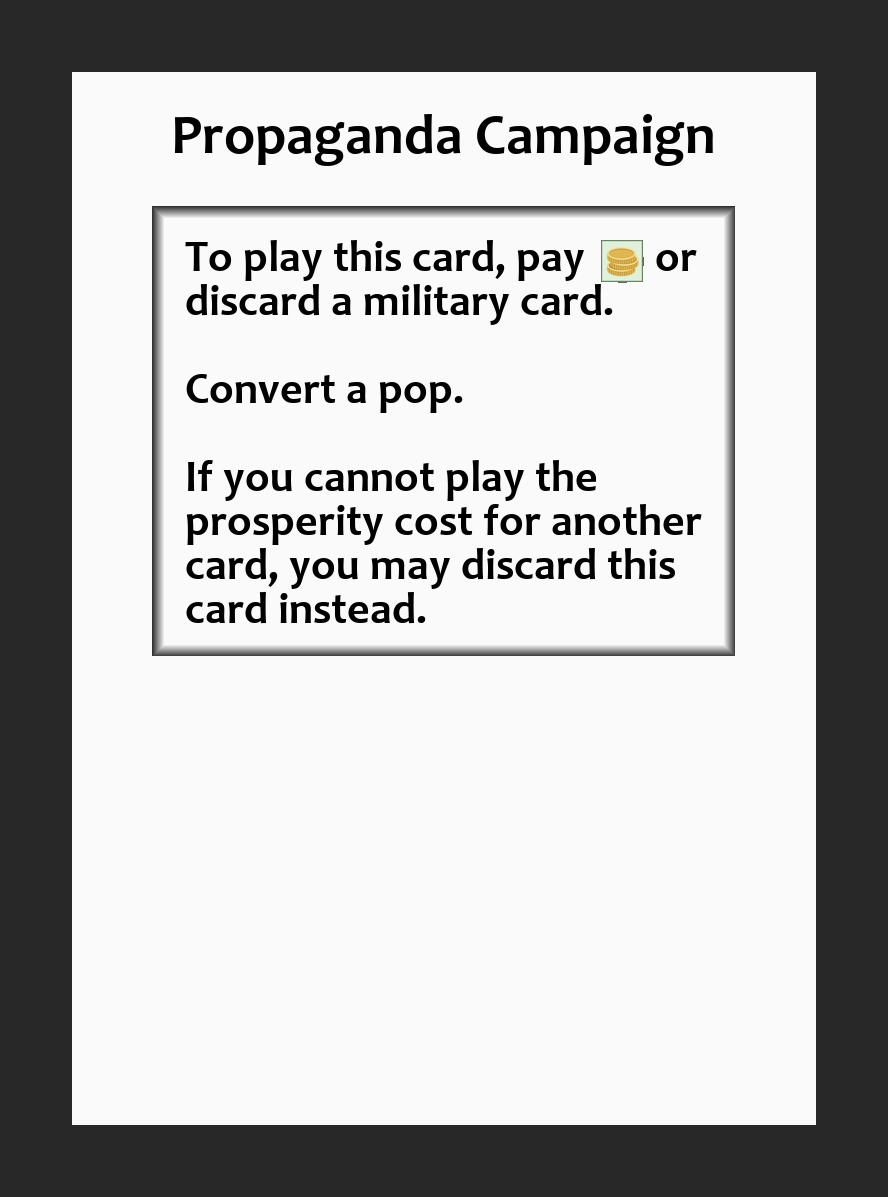 Propaganda Campaign
To play this card, pay or
discard a military card.
Convert a pop.
If you cannot play the
prosperity cost for another
card, you may discard this
card instead.